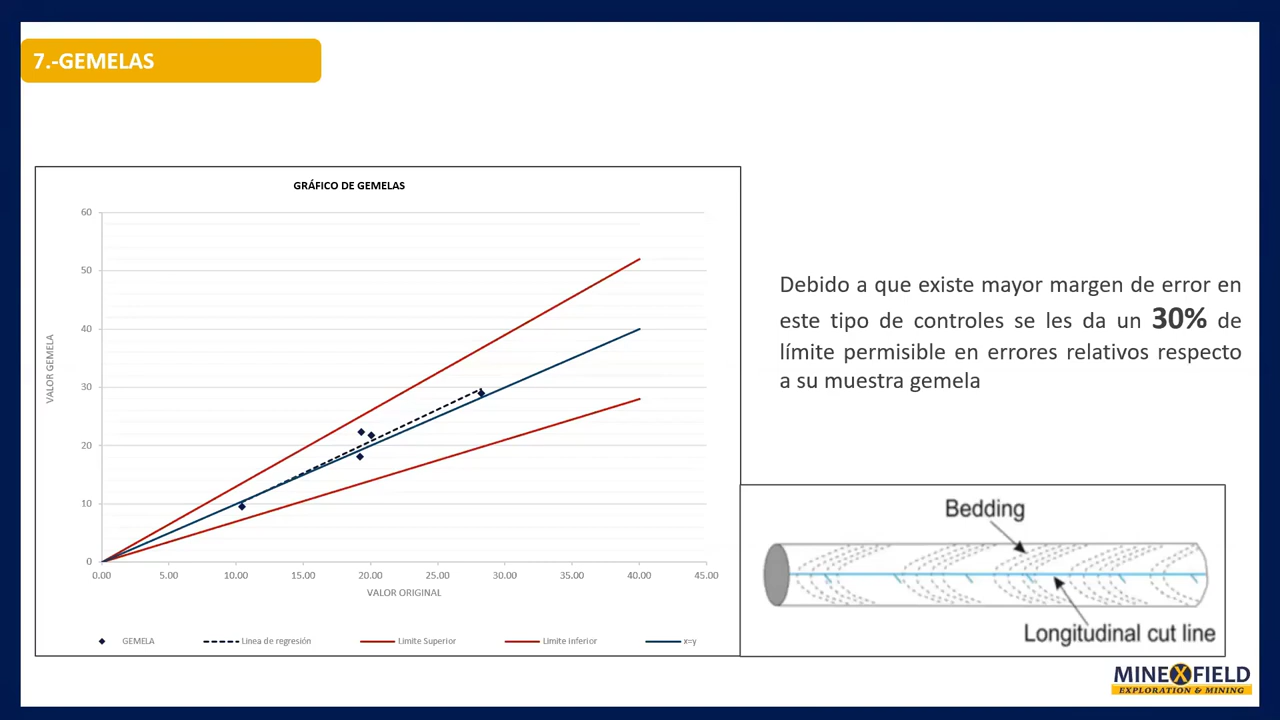 7.-GEMELAS
GRÁFICO DE GEMELAS
60
50
40
30
20
10
0
VALOR GEMELA
0.00 5.00 10.00 15.00 20.00 25.00 30.00 35.00 40.00 45.00
VALOR ORIGINAL
GEMELA Linea de regresión Limite Superior Limite inferior x=y
Debido a que existe mayor margen de error en
este tipo de controles se les da un 30% de
límite permisible en errores relativos respecto
a su muestra gemela
Bedding
Longitudinal cut line
MINEXFIELD
EXPLORATION & MINING